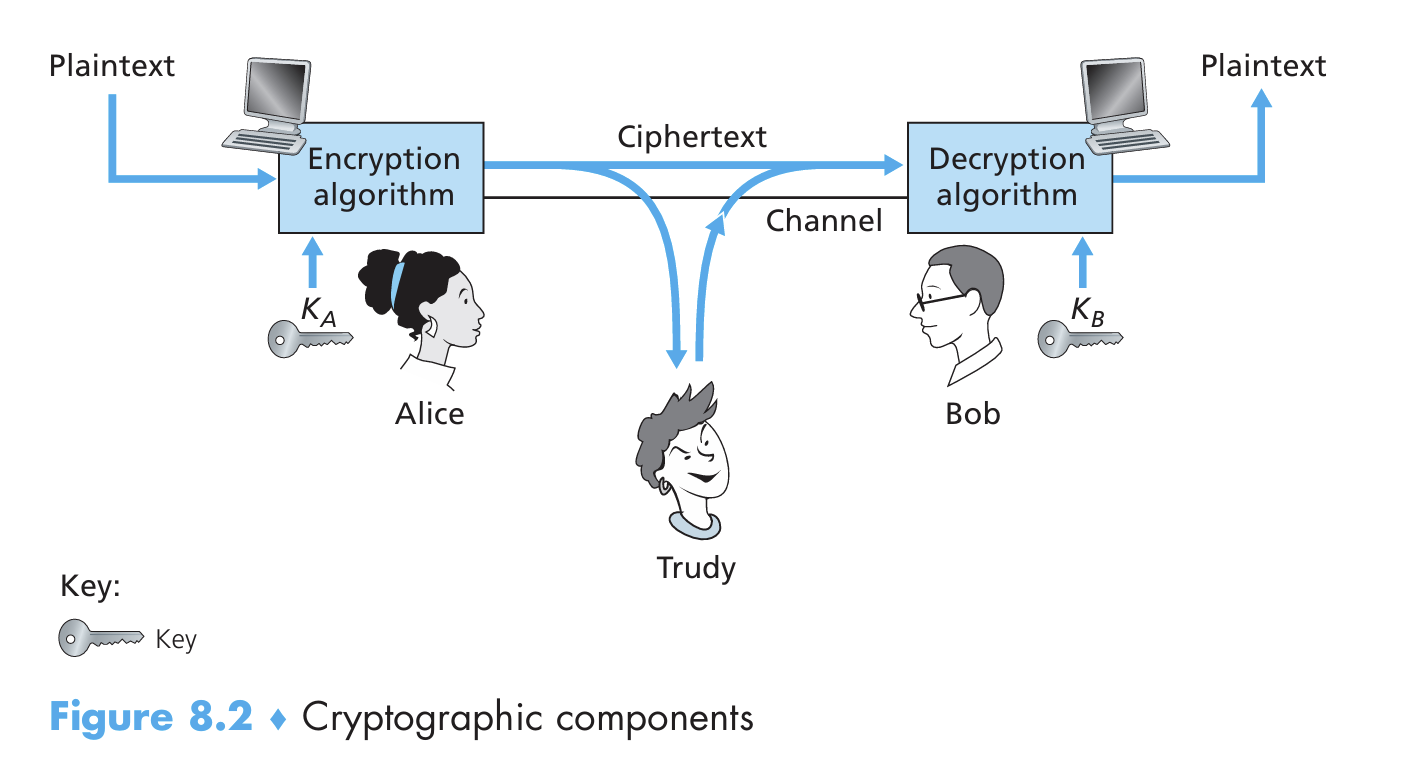 Plaintext
Plaintext
Ciphertext
Encryption
algorithm
Decryption
algorithm
Channel
K_A
K_B
Alice
Bob
Trudy
Key:
Key
Figure 8.2 ♦ Cryptographic components